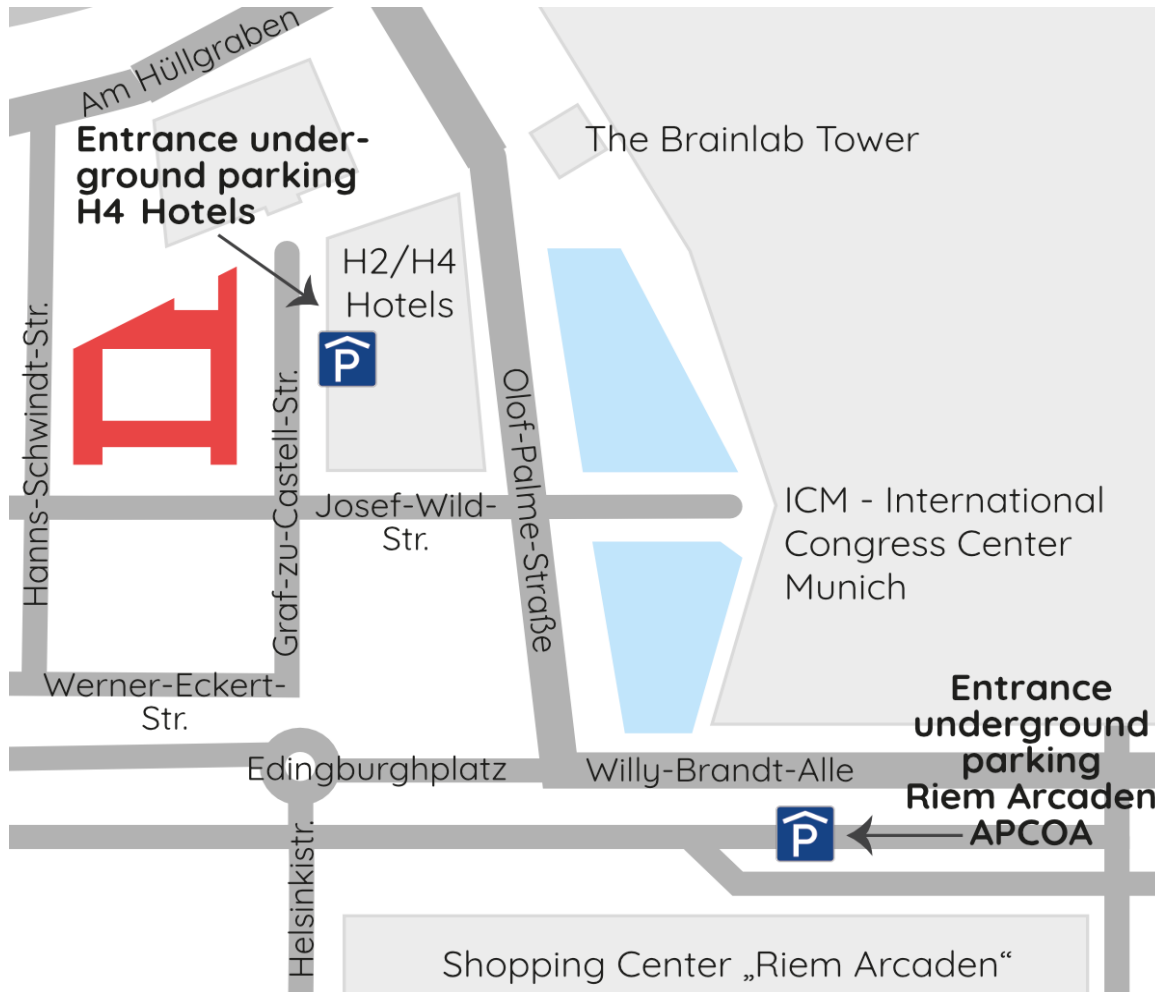 Am Hüllgraben
Entrance under-
ground parking
H4 Hotels
The Brainlab Tower
H2/H4
Hotels
P
Hanns-Schwindt-Str.
Graf-zu-Castell-Str.
Olof-Palme-Straße
Josef-Wild-
Str.
ICM - International
Congress Center
Munich
Werner-Eckert-
Str.
Entrance
underground
parking
Riem Arcaden
APCOA
Edingburghplatz
Willy-Brandt-Alle
P
Helsinkistr.
Shopping Center „Riem Arcaden“